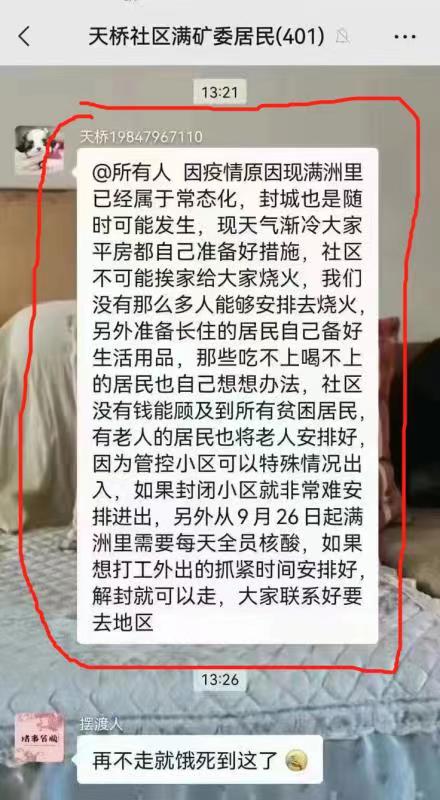 天桥社区满矿委居民(401)
13:21
天桥19847967110
@所有人 因疫情原因现满洲里
已经属于常态化，封城也是随
时可能发生，现天气渐冷大家
平房都自己准备好措施，社区
不可能挨家给大家烧火，我们
没有那么多人能够安排去烧火，
另外准备长住的居民自己备好
生活用品，那些吃不上喝不上
的居民也自己想想办法，社区
没有钱能顾及到所有贫困居民，
有老人的居民也将老人安排好，
因为管控小区可以特殊情况出
入，如果封闭小区就非常难安
排进出，另外从9月26日起满
洲里需要每天全员核酸，如果
想打工外出的抓紧时间安排好，
解封就可以走，大家联系好要
去地区
13:26
摆渡人
再不走就饿死到这了